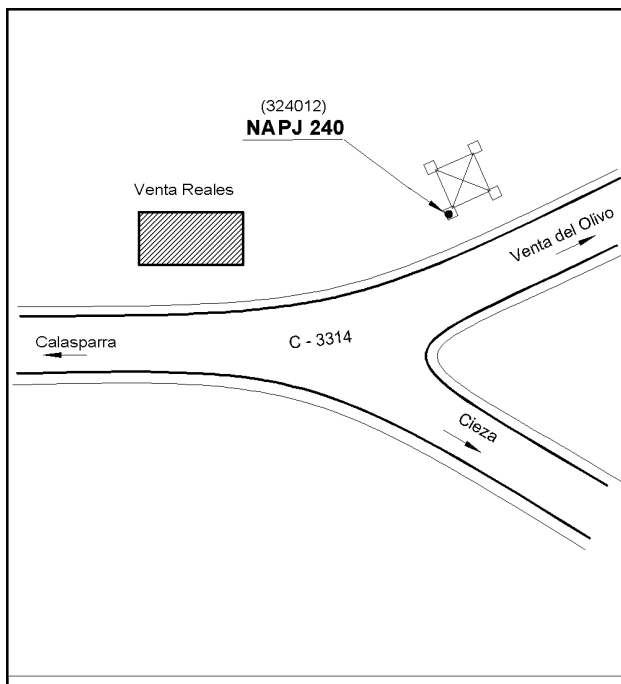 (324012)
NAPJ 240
Venta Reales
Venta del Olivo
C - 3314
Calasparra
Cieza